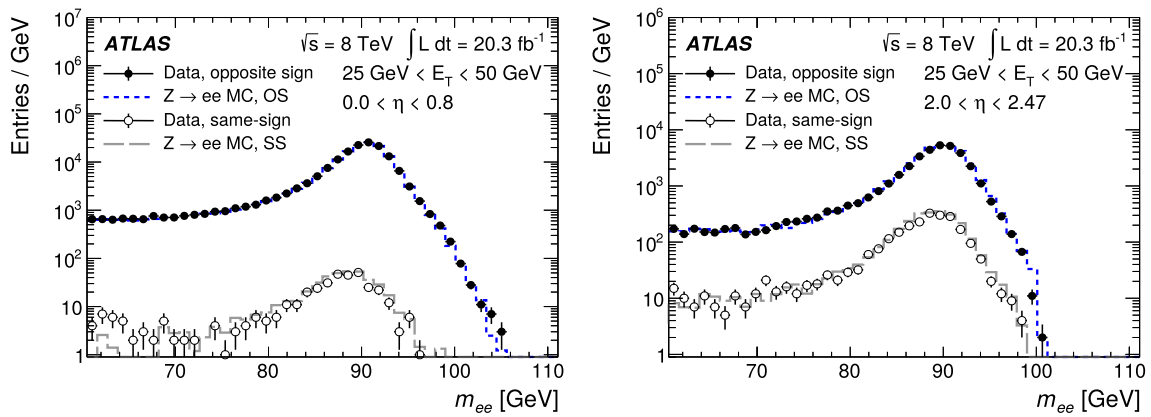 Entries / GeV
10⁷
10⁶
10⁵
10⁴
10³
10²
10
1
ATLAS
√s = 8 TeV ∫L dt = 20.3 fb⁻¹
Data, opposite sign
25 GeV < E_T < 50 GeV
Z → ee MC, OS
0.0 < η < 0.8
Data, same-sign
Z → ee MC, SS
70 80 90 100 110
m_ee [GeV]
Entries / GeV
10⁶
10⁵
10⁴
10³
10²
10
1
ATLAS
√s = 8 TeV ∫L dt = 20.3 fb⁻¹
Data, opposite sign
25 GeV < E_T < 50 GeV
Z → ee MC, OS
2.0 < η < 2.47
Data, same-sign
Z → ee MC, SS
70 80 90 100 110
m_ee [GeV]